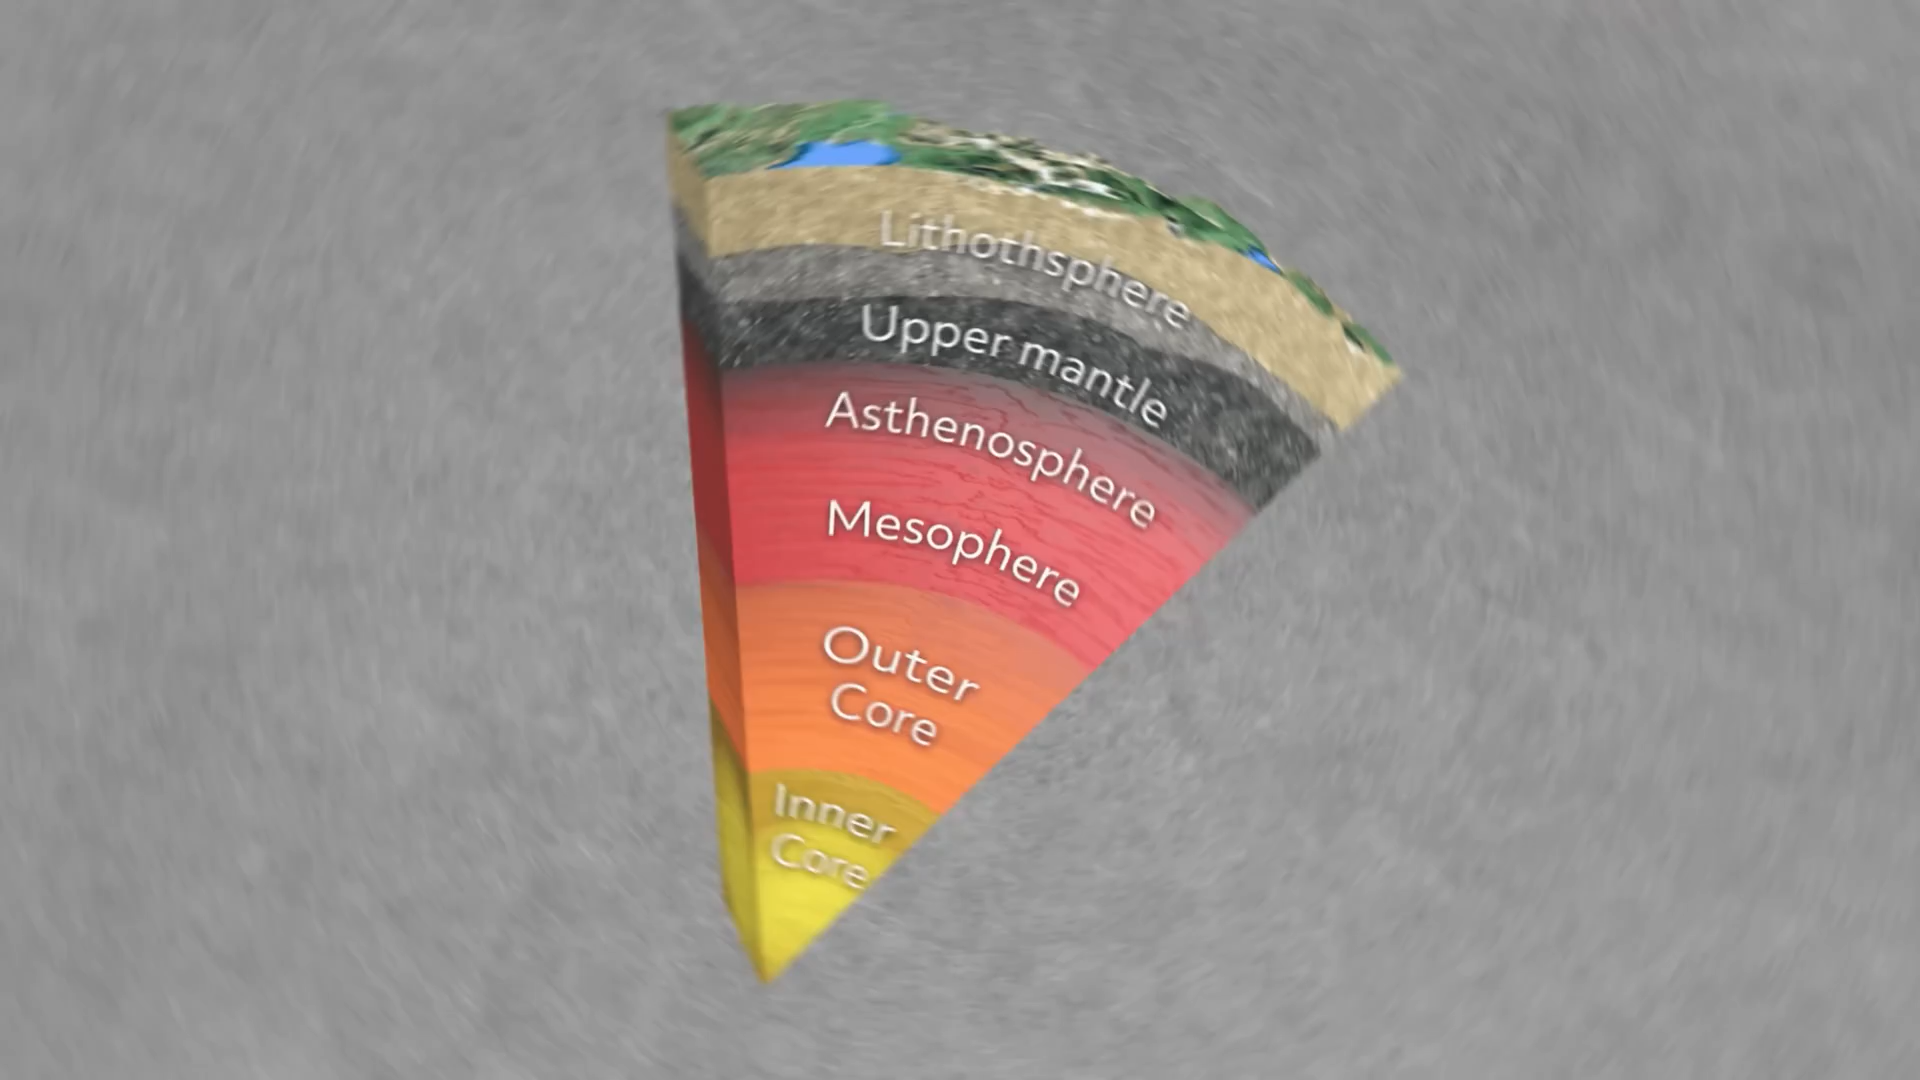 Lithothsphere
Upper mantle
Asthenosphere
Mesophere
Outer
Core
Inner
Core